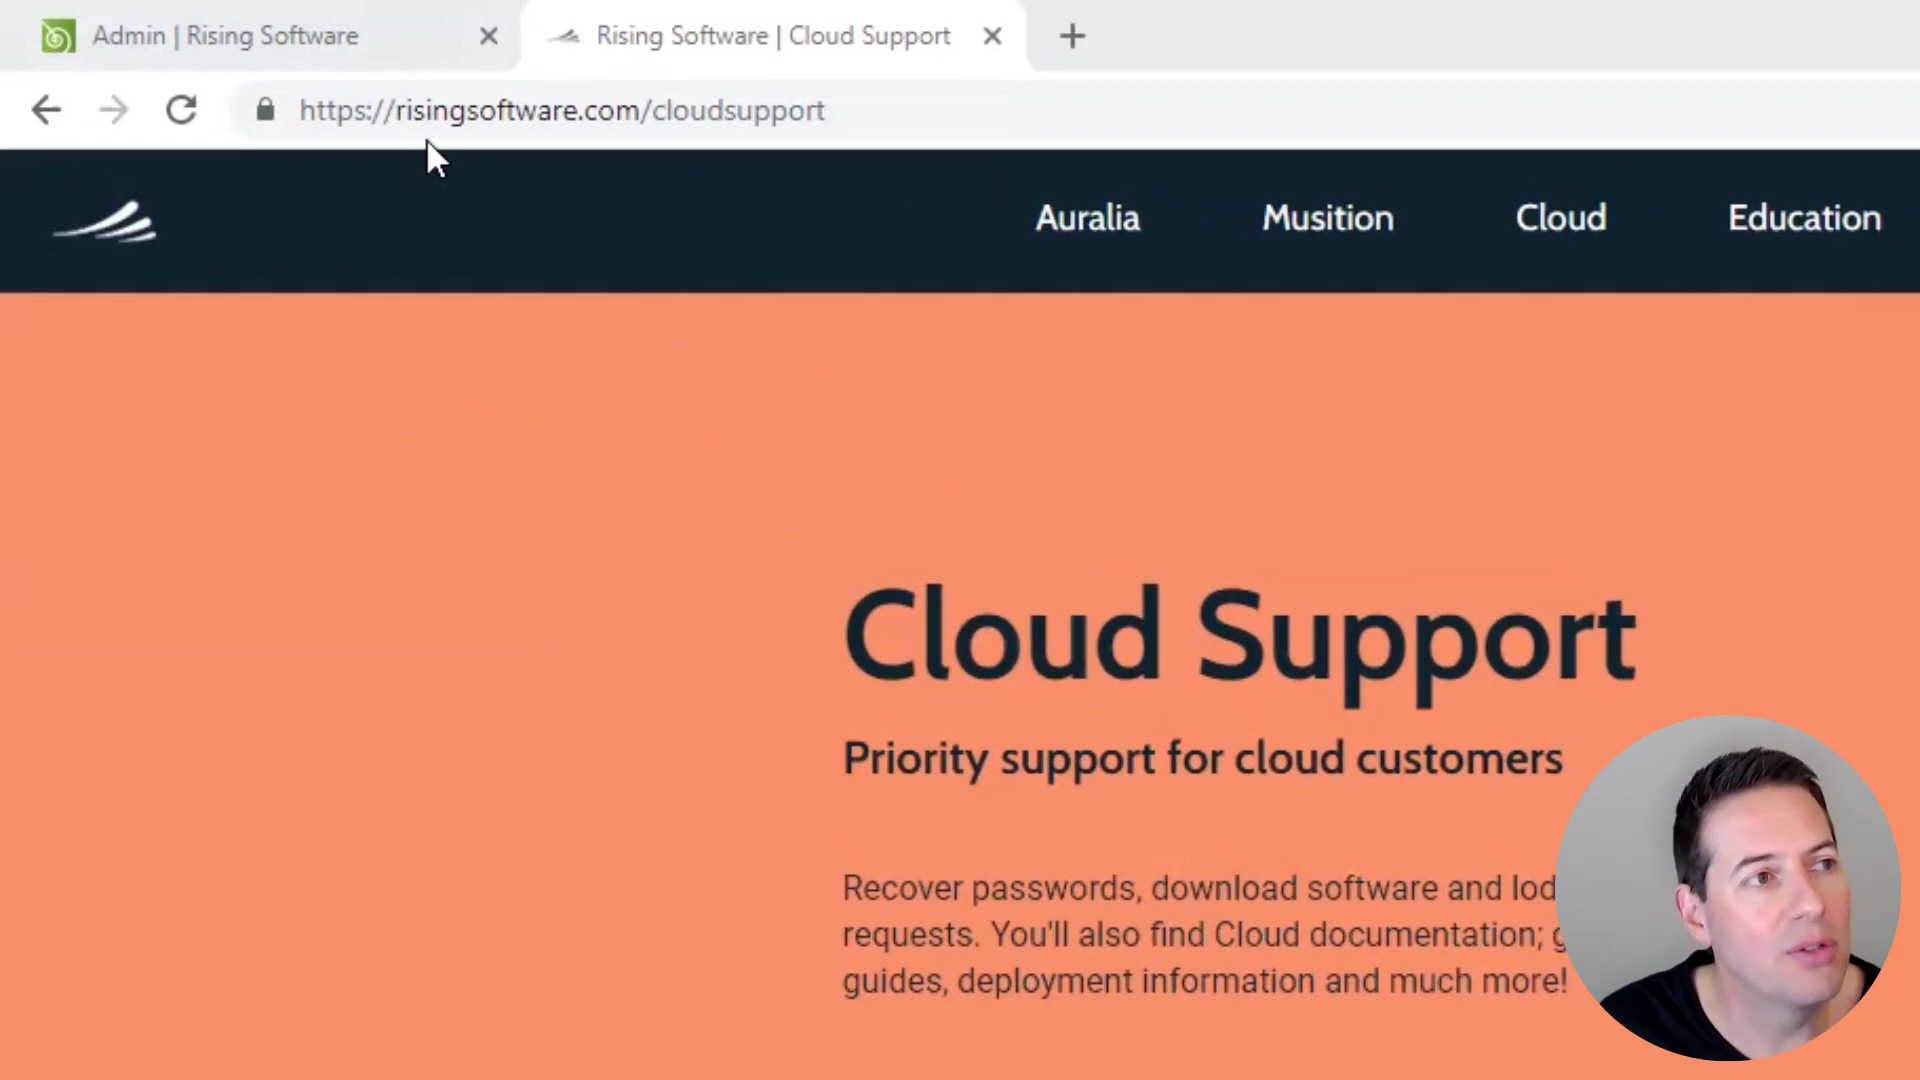 Admin | Rising Software
Rising Software | Cloud Support
https://risingsoftware.com/cloudsupport
Auralia Musition Cloud Education
Cloud Support
Priority support for cloud customers
Recover passwords, download software and lod
requests. You'll also find Cloud documentation; g
guides, deployment information and much more!